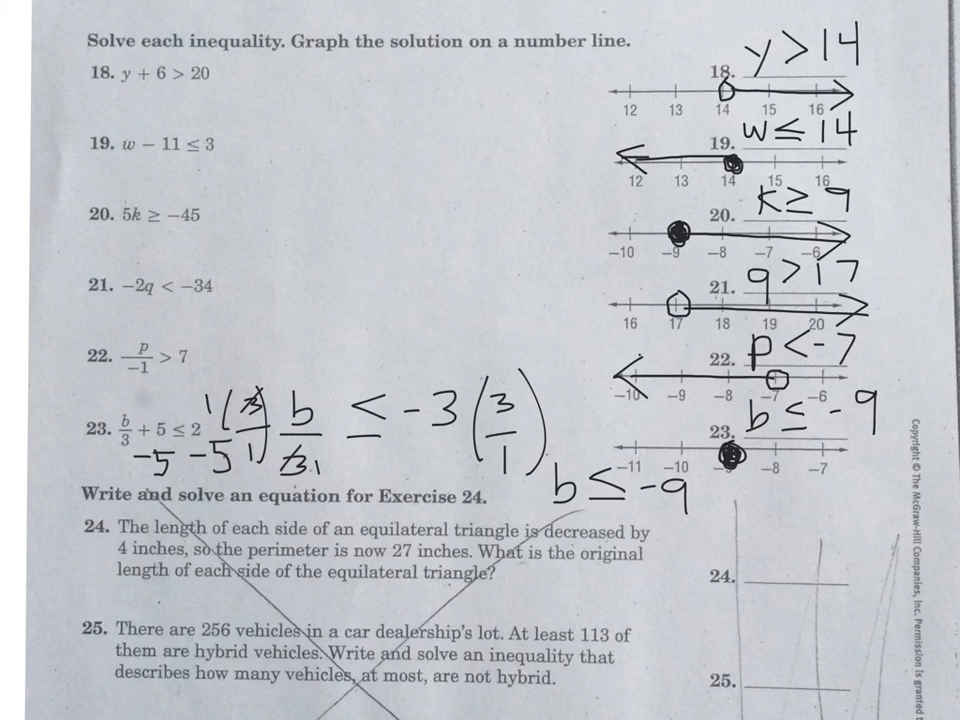 Solve each inequality. Graph the solution on a number line.
18. y + 6 > 20
18. y > 14
12 13 14 15 16
19. w − 11 ≤ 3
19. w ≤ 14
12 13 14 15 16
20. 5k ≥ −45
20. k ≥ 9
−10 −9 −8 −7 −6
21. −2q < −34
21. q > 17
16 17 18 19 20
22. p/−1 > 7
22. p < −7
−10 −9 −8 −7 −6
23. b/3 + 5 ≤ 2
−5 −5
1 (3/1) b/3 1 ≤ −3 (3/1)
b ≤ −9
23. b ≤ −9
−11 −10 −8 −7
Write and solve an equation for Exercise 24.
24. The length of each side of an equilateral triangle is decreased by
4 inches, so the perimeter is now 27 inches. What is the original
length of each side of the equilateral triangle?
24.
25. There are 256 vehicles in a car dealership's lot. At least 113 of
them are hybrid vehicles. Write and solve an inequality that
describes how many vehicles, at most, are not hybrid.
25.
Copyright © The McGraw-Hill Companies, Inc. Permission is granted